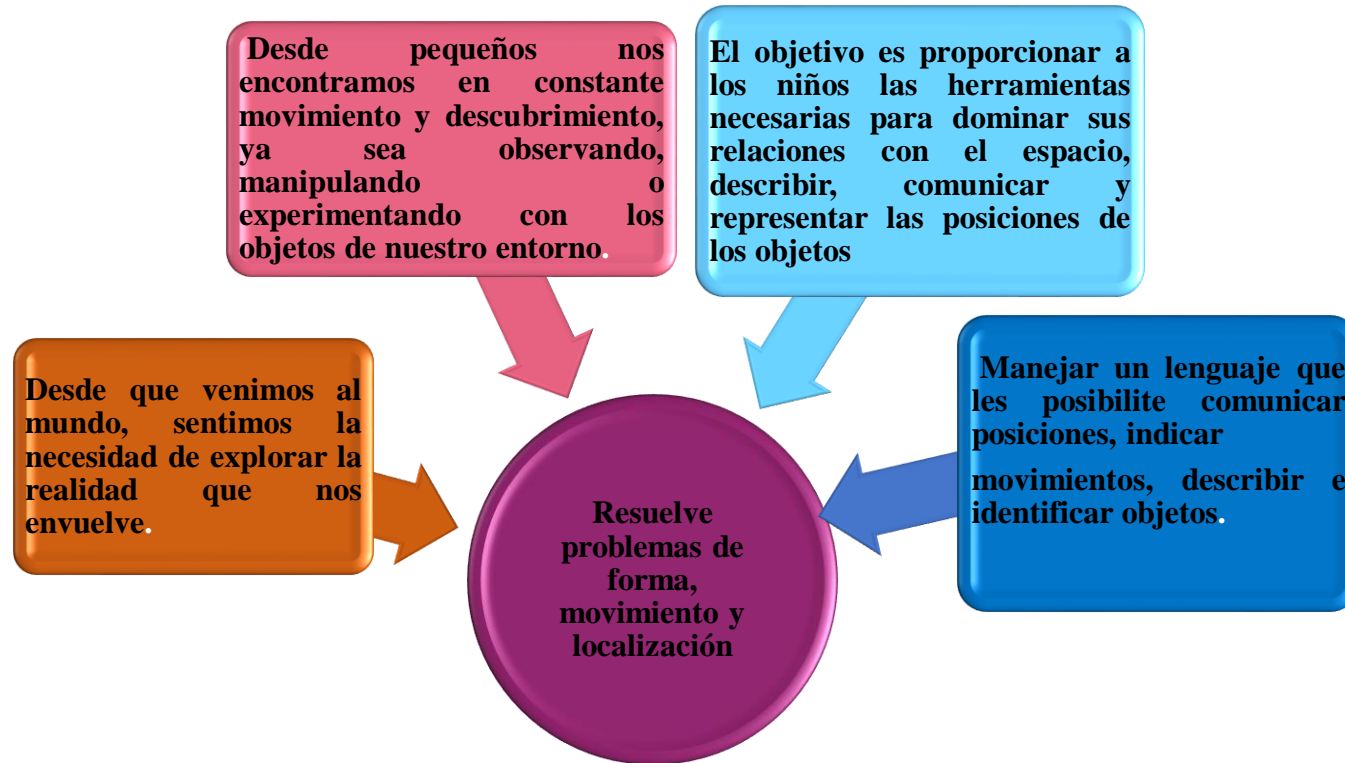 Desde pequeños nos
encontramos en constante
movimiento y descubrimiento,
ya sea observando,
manipulando o
experimentando con los
objetos de nuestro entorno.
El objetivo es proporcionar a
los niños las herramientas
necesarias para dominar sus
relaciones con el espacio,
describir, comunicar y
representar las posiciones de
los objetos
Desde que venimos al
mundo, sentimos la
necesidad de explorar la
realidad que nos
envuelve.
Manejar un lenguaje que
les posibilite comunicar
posiciones, indicar
movimientos, describir e
identificar objetos.
Resuelve
problemas de
forma,
movimiento y
localización